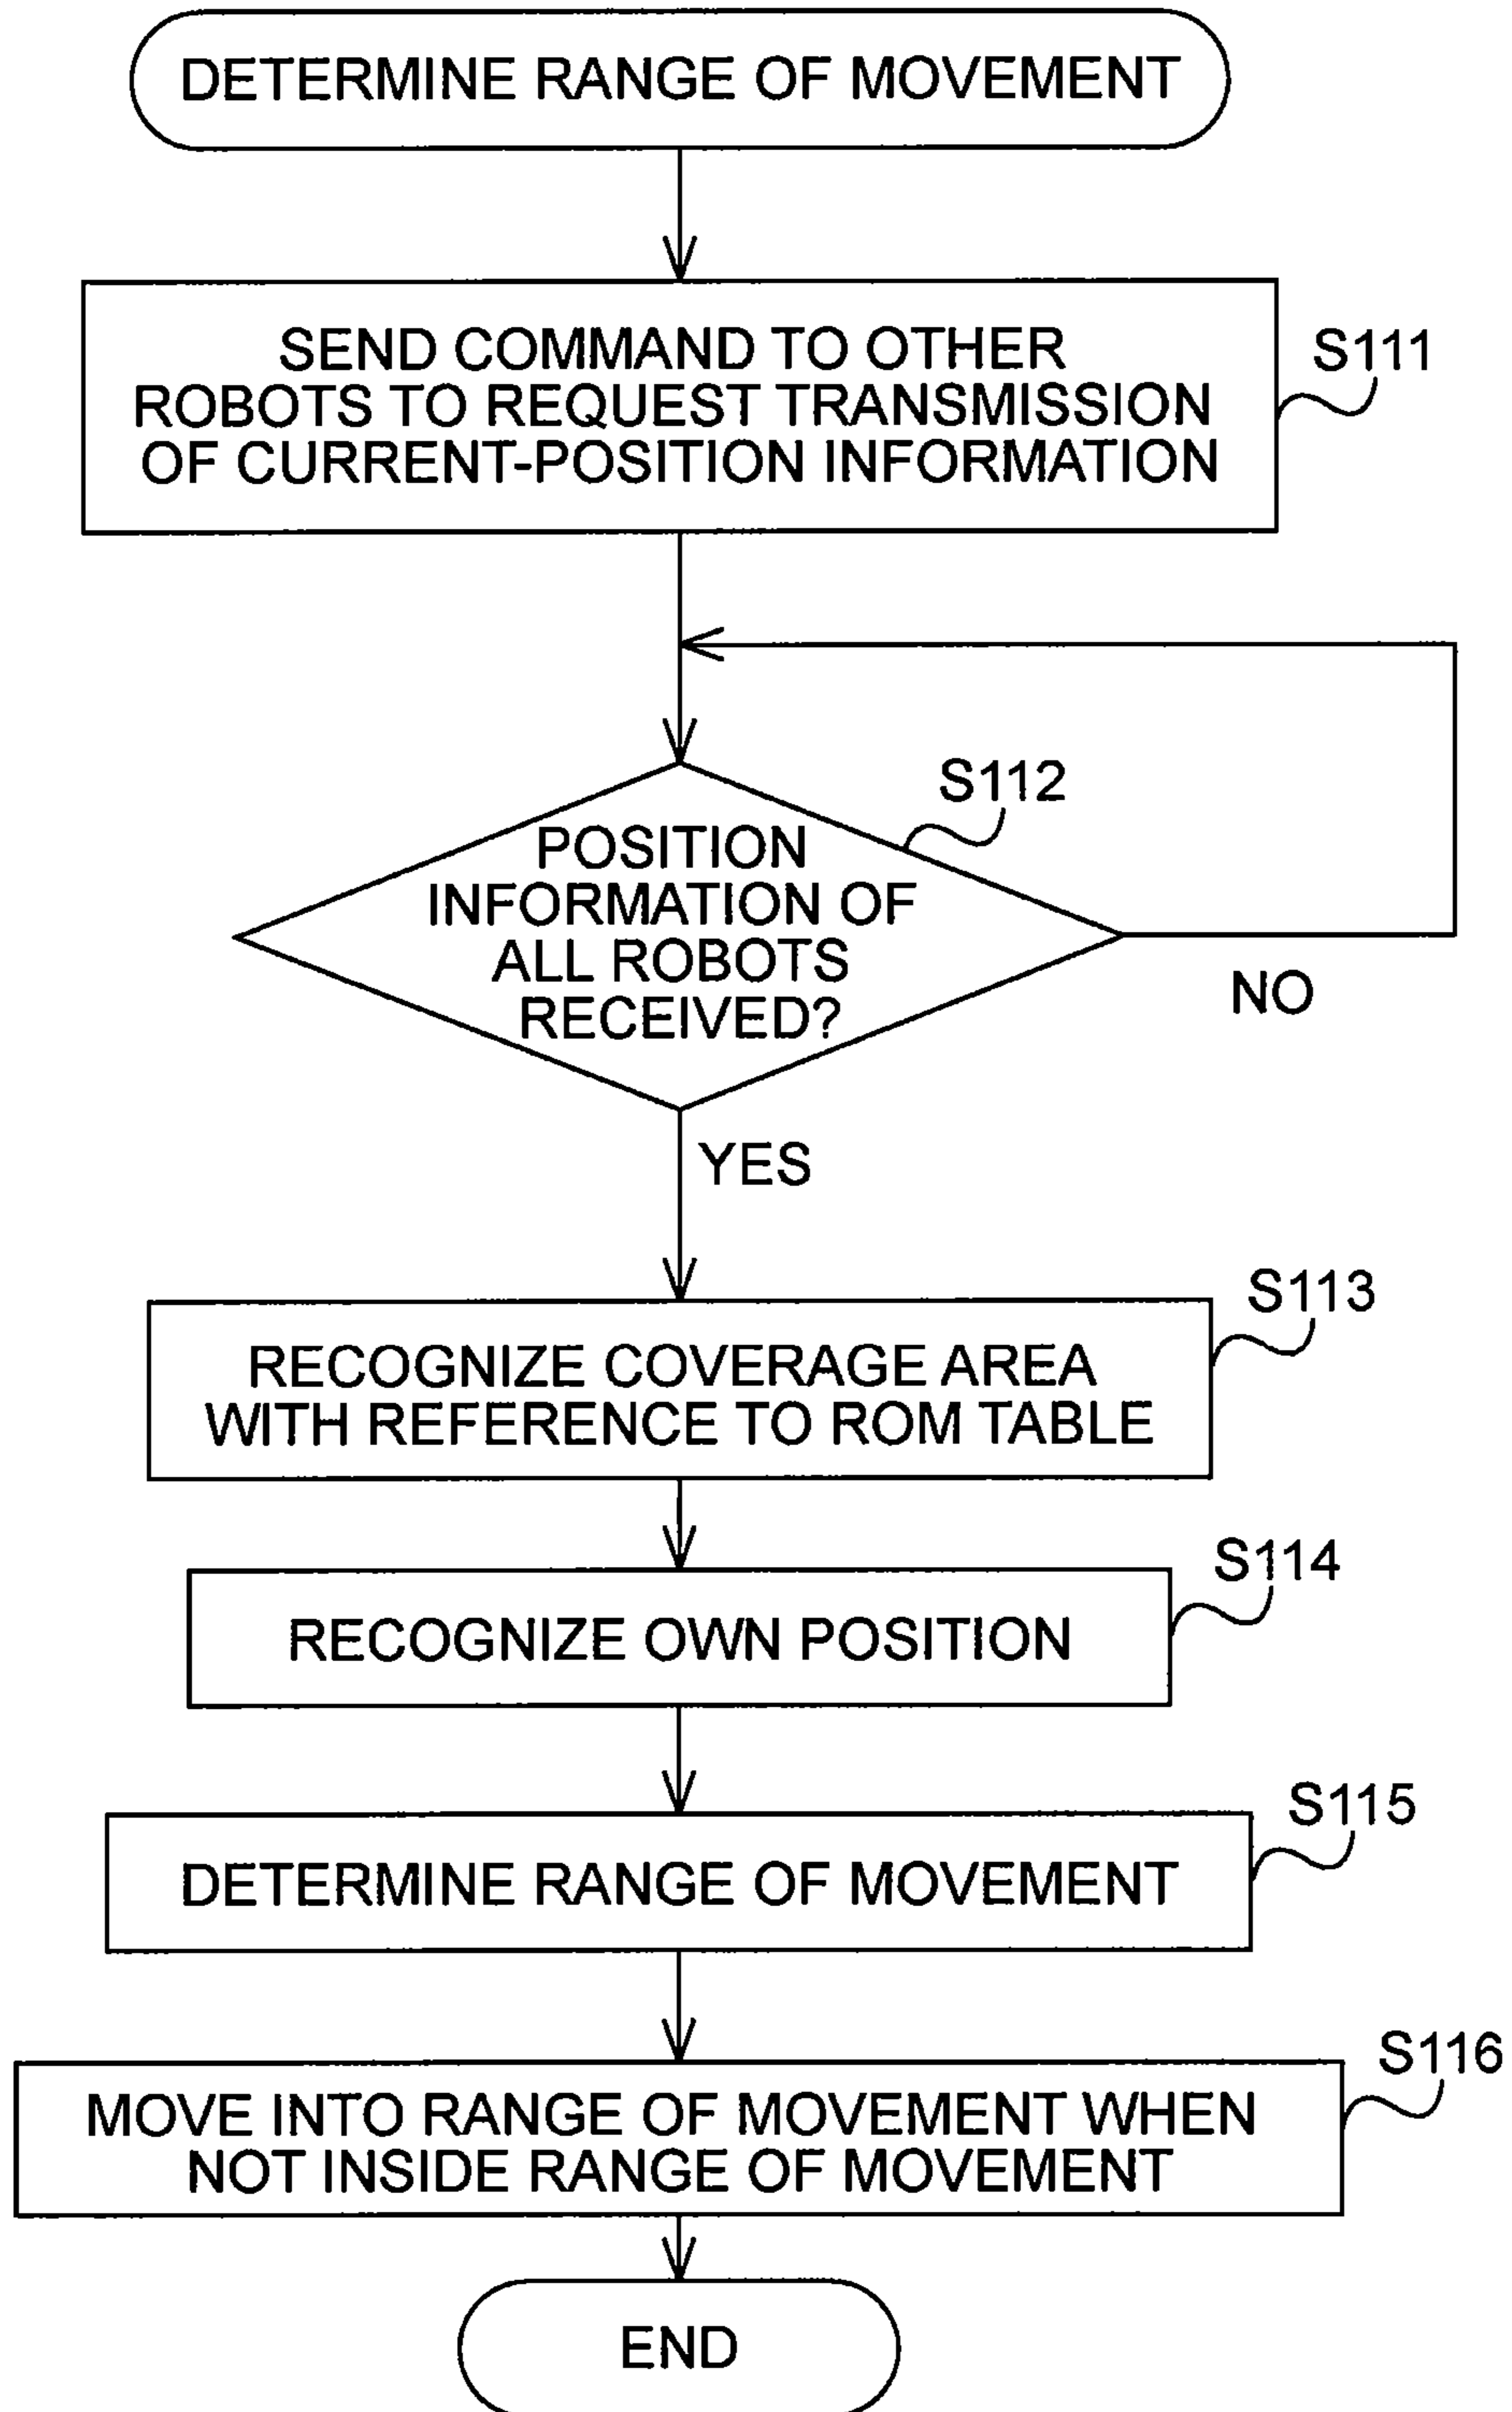 DETERMINE RANGE OF MOVEMENT
SEND COMMAND TO OTHER
ROBOTS TO REQUEST TRANSMISSION
OF CURRENT-POSITION INFORMATION
S111
S112
POSITION
INFORMATION OF
ALL ROBOTS
RECEIVED?
NO
YES
S113
RECOGNIZE COVERAGE AREA
WITH REFERENCE TO ROM TABLE
S114
RECOGNIZE OWN POSITION
S115
DETERMINE RANGE OF MOVEMENT
S116
MOVE INTO RANGE OF MOVEMENT WHEN
NOT INSIDE RANGE OF MOVEMENT
END